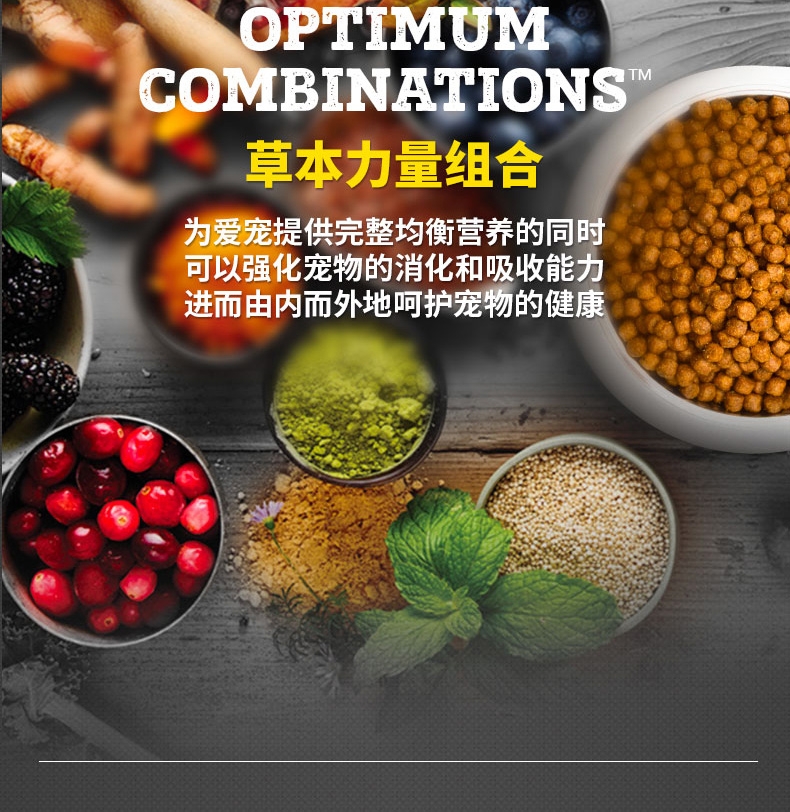 OPTIMUM
COMBINATIONS™
草本力量组合
为爱宠提供完整均衡营养的同时
可以强化宠物的消化和吸收能力
进而由内而外地呵护宠物的健康